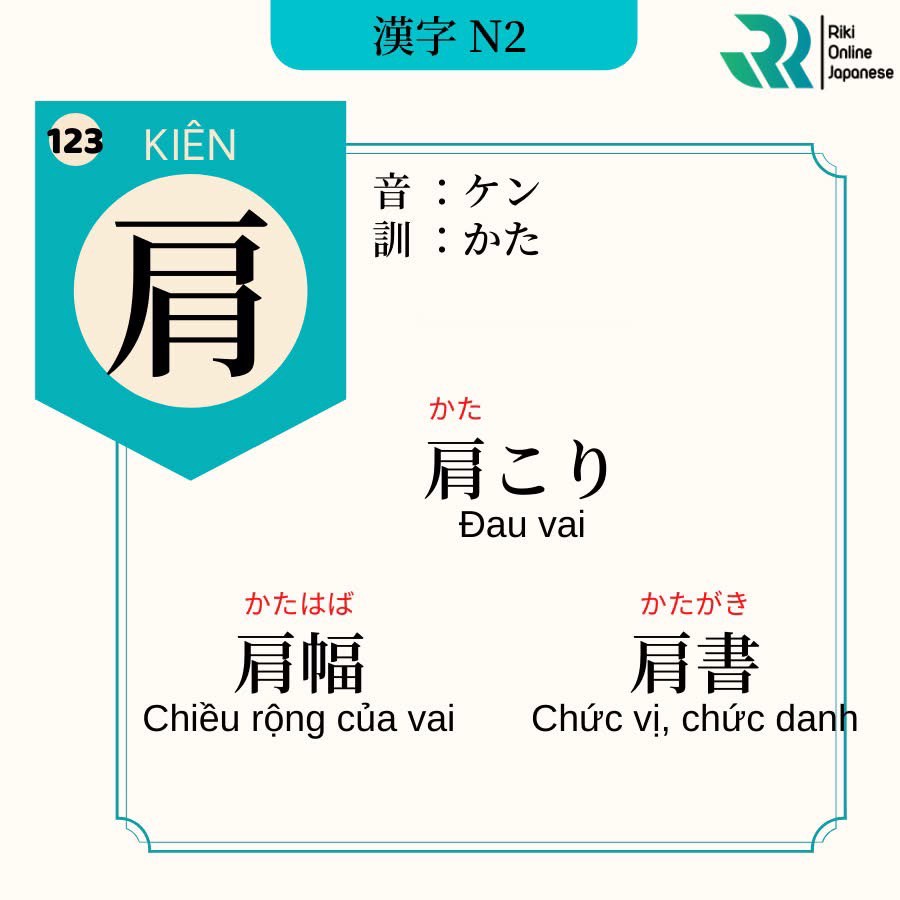 漢字 N2
Riki
Online
Japanese
123 KIÊN
肩
音 ：ケン
訓 ：かた
かた
肩こり
Đau vai
かたはば
肩幅
Chiều rộng của vai
かたがき
肩書
Chức vị, chức danh